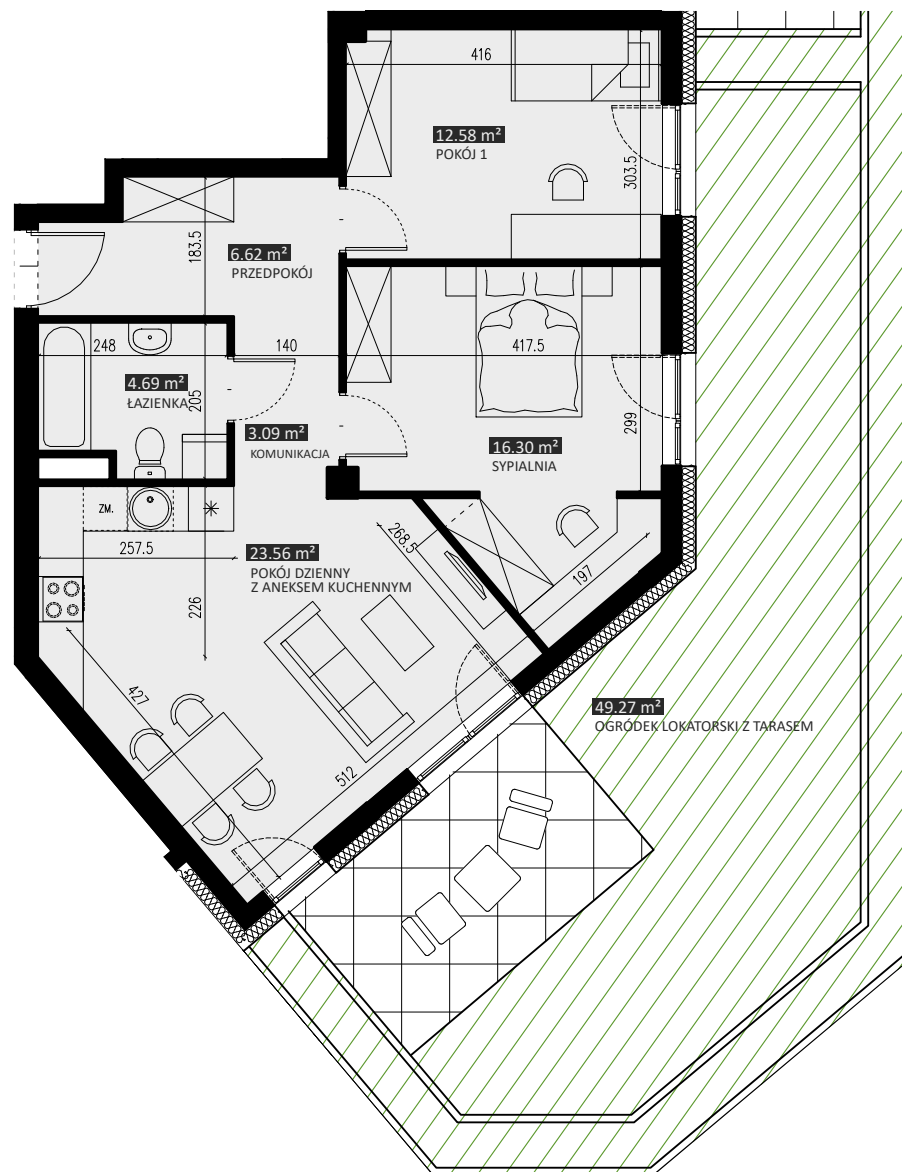 416
12.58 m²
POKÓJ 1
303.5
183.5
6.62 m²
PRZEDPOKÓJ
248
140
417.5
4.69 m²
ŁAZIENKA
205
3.09 m²
KOMUNIKACJA
299
16.30 m²
SYPIALNIA
ZM.
257.5
268.5
23.56 m²
POKÓJ DZIENNY
Z ANEKSEM KUCHENNYM
197
226
427
49.27 m²
OGRÓDEK LOKATORSKI Z TARASEM
512